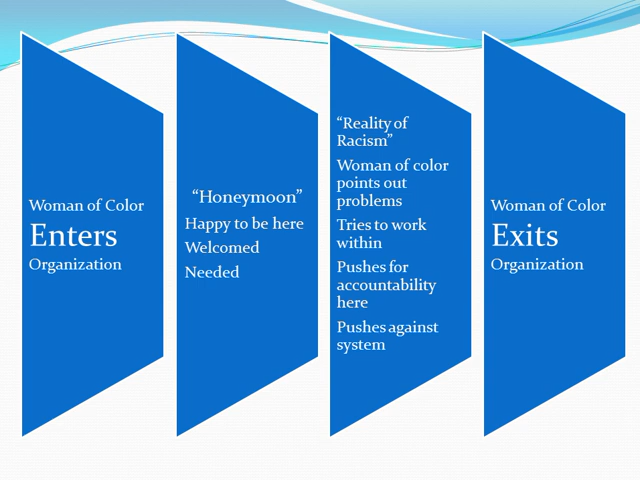 Woman of Color
Enters
Organization
“Honeymoon”
Happy to be here
Welcomed
Needed
“Reality of
Racism”
Woman of color
points out
problems
Tries to work
within
Pushes for
accountability
here
Pushes against
system
Woman of Color
Exits
Organization